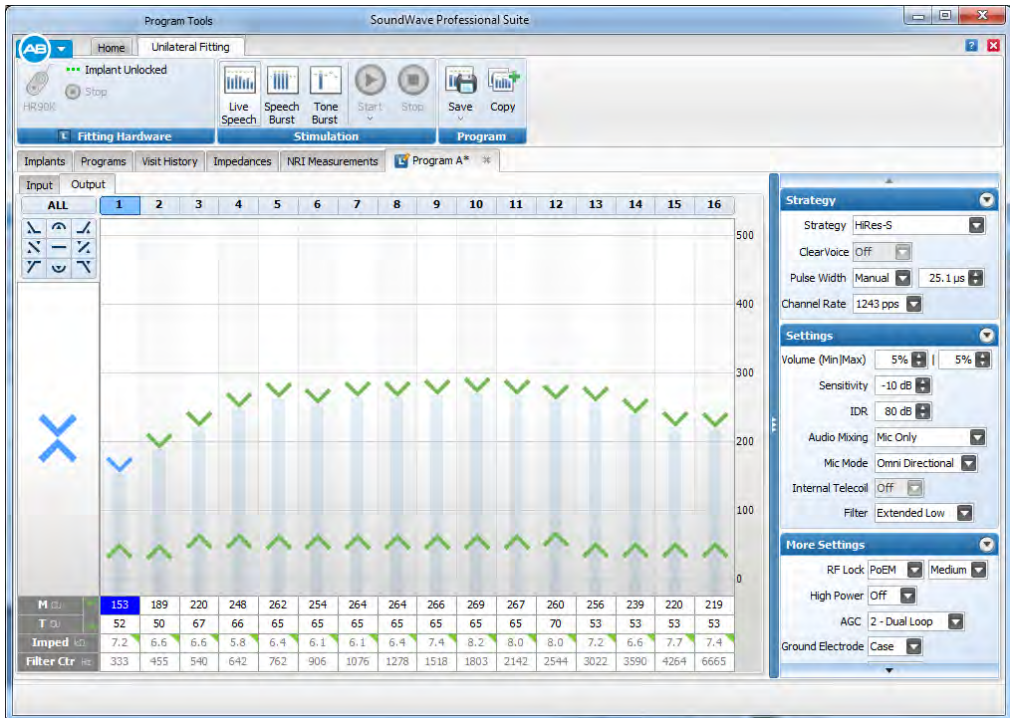 Program Tools SoundWave Professional Suite
AB Home Unilateral Fitting
Implant Unlocked
Stop
HR90K
Live Speech Speech Burst Tone Burst Start Stop Save Copy
L Fitting Hardware Stimulation Program
Implants Programs Visit History Impedances NRI Measurements Program A*
Input Output
ALL 1 2 3 4 5 6 7 8 9 10 11 12 13 14 15 16
500
400
300
200
100
0
M CU 153 189 220 248 262 254 264 264 266 269 267 260 256 239 220 219
T CU 52 50 67 66 65 65 65 65 65 65 65 70 53 53 52 53
Imped kΩ 7.2 6.6 6.6 5.8 6.4 6.1 6.1 6.4 7.4 8.2 8.0 8.0 7.2 6.6 7.7 7.4
Filter Ctr Hz 333 455 540 642 762 906 1076 1278 1518 1803 2142 2544 3022 3590 4264 6665
Strategy
Strategy HiRes-S
ClearVoice Off
Pulse Width Manual 25.1 µs
Channel Rate 1243 pps
Settings
Volume (Min|Max) 5% | 5%
Sensitivity -10 dB
IDR 80 dB
Audio Mixing Mic Only
Mic Mode Omni Directional
Internal Telecoil Off
Filter Extended Low
More Settings
RF Lock PoEM Medium
High Power Off
AGC 2 - Dual Loop
Ground Electrode Case